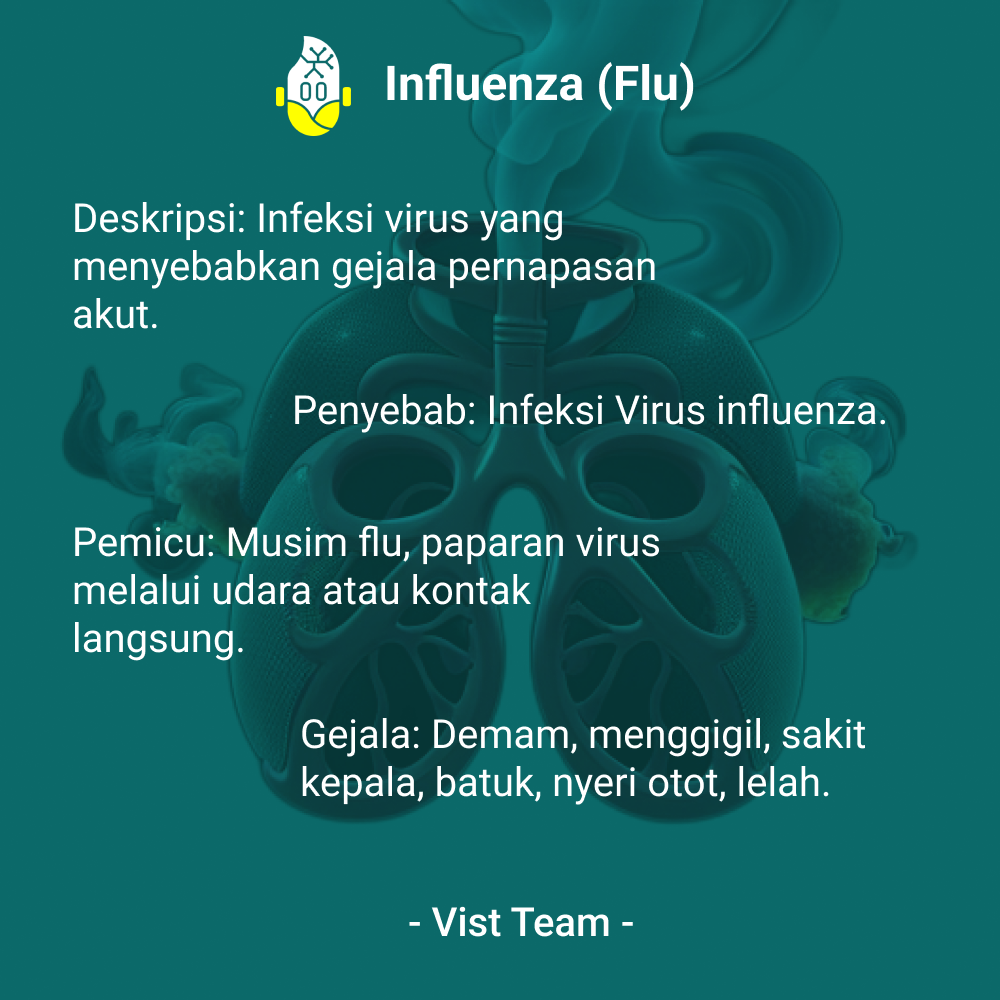 Influenza (Flu)
Deskripsi: Infeksi virus yang
menyebabkan gejala pernapasan
akut.
Penyebab: Infeksi Virus influenza.
Pemicu: Musim flu, paparan virus
melalui udara atau kontak
langsung.
Gejala: Demam, menggigil, sakit
kepala, batuk, nyeri otot, lelah.
- Vist Team -